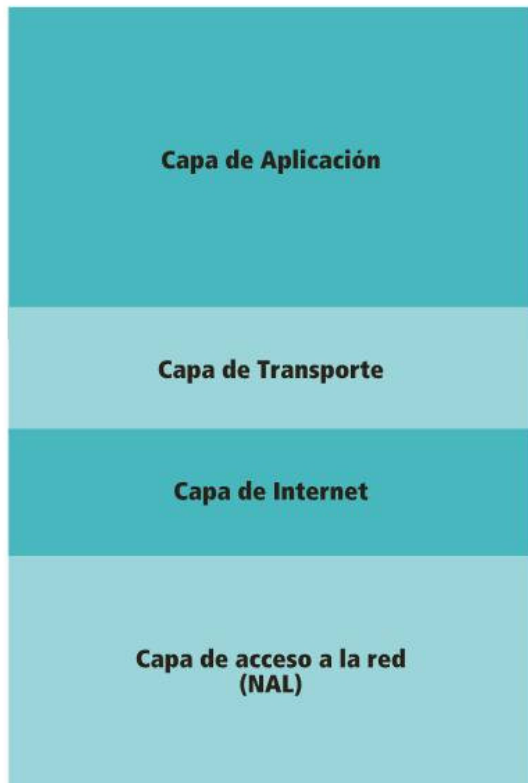 Capa de Aplicación
Capa de Transporte
Capa de Internet
Capa de acceso a la red
(NAL)